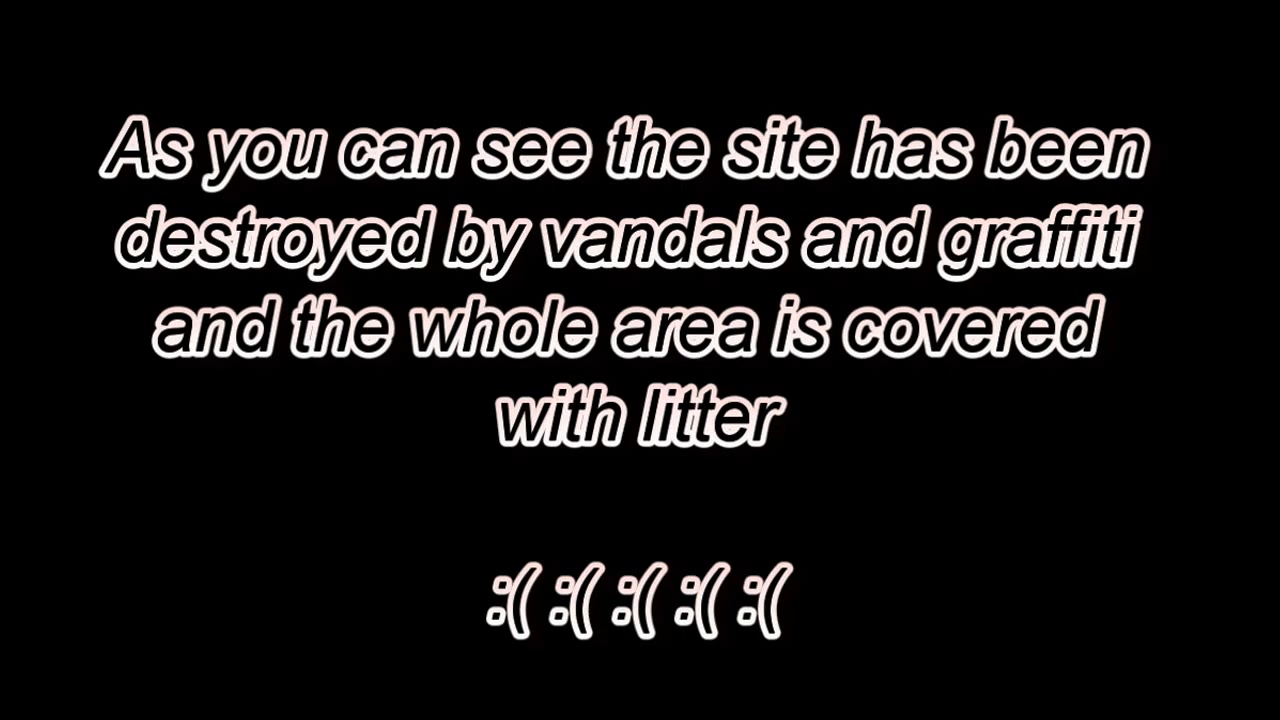 As you can see the site has been
destroyed by vandals and graffiti
and the whole area is covered
with litter
:( :( :( :( :(